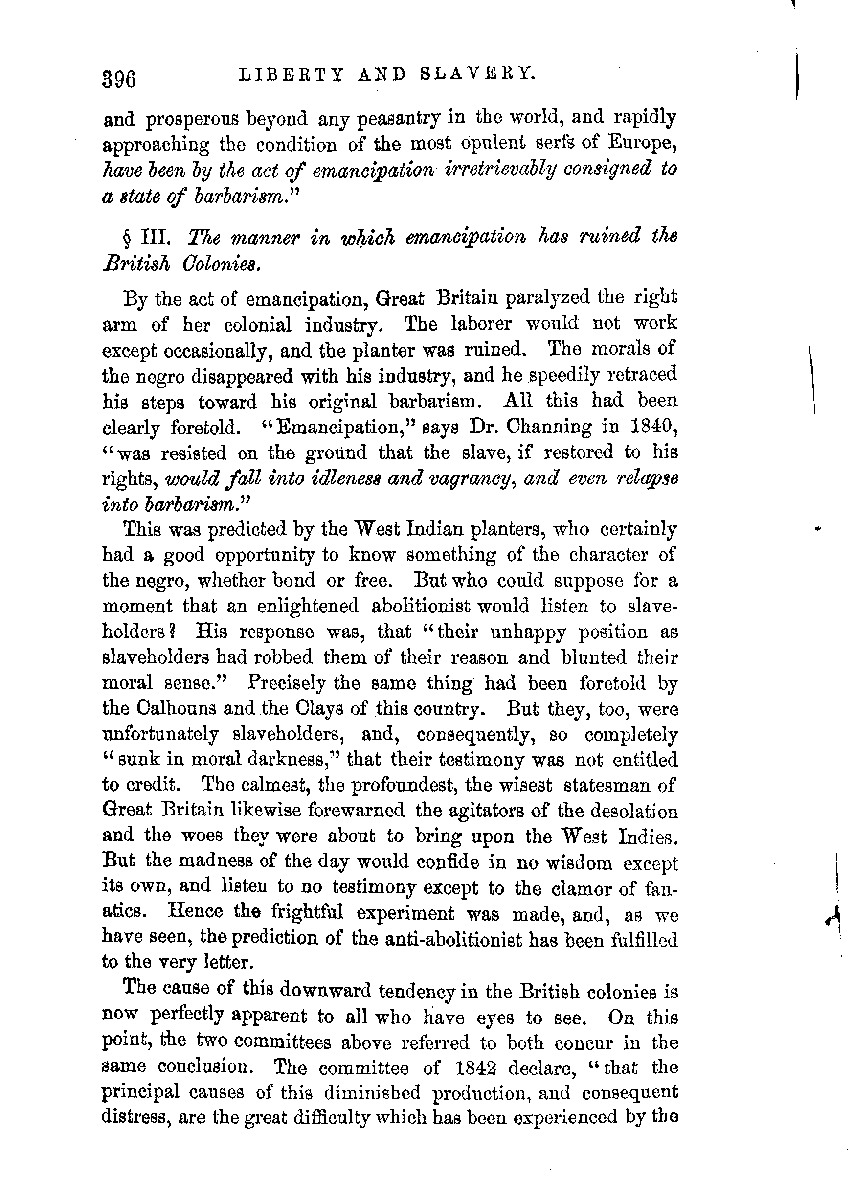 396 LIBERTY AND SLAVERY.
and prosperous beyond any peasantry in the world, and rapidly
approaching the condition of the most opulent serfs of Europe,
have been by the act of emancipation irretrievably consigned to
a state of barbarism."
§ III. The manner in which emancipation has ruined the
British Colonies.
By the act of emancipation, Great Britain paralyzed the right
arm of her colonial industry. The laborer would not work
except occasionally, and the planter was ruined. The morals of
the negro disappeared with his industry, and he speedily retraced
his steps toward his original barbarism. All this had been
clearly foretold. "Emancipation," says Dr. Channing in 1840,
"was resisted on the ground that the slave, if restored to his
rights, would fall into idleness and vagrancy, and even relapse
into barbarism."
This was predicted by the West Indian planters, who certainly
had a good opportunity to know something of the character of
the negro, whether bond or free. But who could suppose for a
moment that an enlightened abolitionist would listen to slave-
holders? His response was, that "their unhappy position as
slaveholders had robbed them of their reason and blunted their
moral sense." Precisely the same thing had been foretold by
the Calhouns and the Clays of this country. But they, too, were
unfortunately slaveholders, and, consequently, so completely
"sunk in moral darkness," that their testimony was not entitled
to credit. The calmest, the profoundest, the wisest statesman of
Great Britain likewise forewarned the agitators of the desolation
and the woes they were about to bring upon the West Indies.
But the madness of the day would confide in no wisdom except
its own, and listen to no testimony except to the clamor of fan-
atics. Hence the frightful experiment was made, and, as we
have seen, the prediction of the anti-abolitionist has been fulfilled
to the very letter.
The cause of this downward tendency in the British colonies is
now perfectly apparent to all who have eyes to see. On this
point, the two committees above referred to both concur in the
same conclusion. The committee of 1842 declare, "that the
principal causes of this diminished production, and consequent
distress, are the great difficulty which has been experienced by the